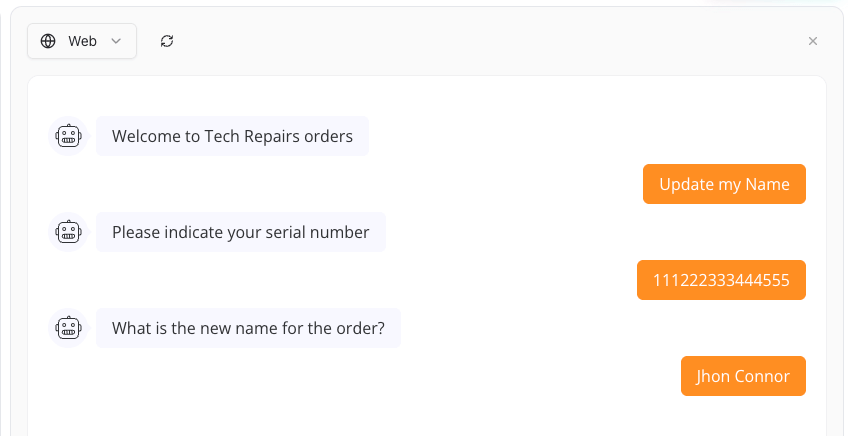 Web
Welcome to Tech Repairs orders
Update my Name
Please indicate your serial number
111222333444555
What is the new name for the order?
Jhon Connor